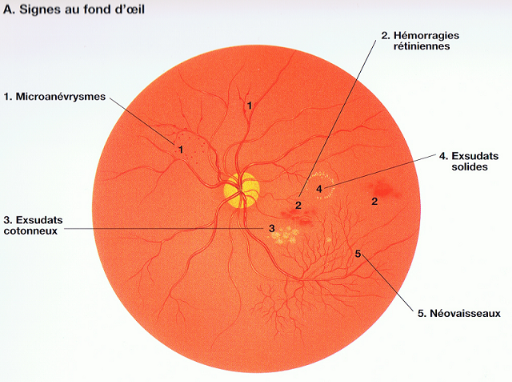 A. Signes au fond d'œil
2. Hémorragies
rétiniennes
1. Microanévrysmes
1
1
4. Exsudats
solides
4
2
2
3. Exsudats
cotonneux
3
5
5. Néovaisseaux